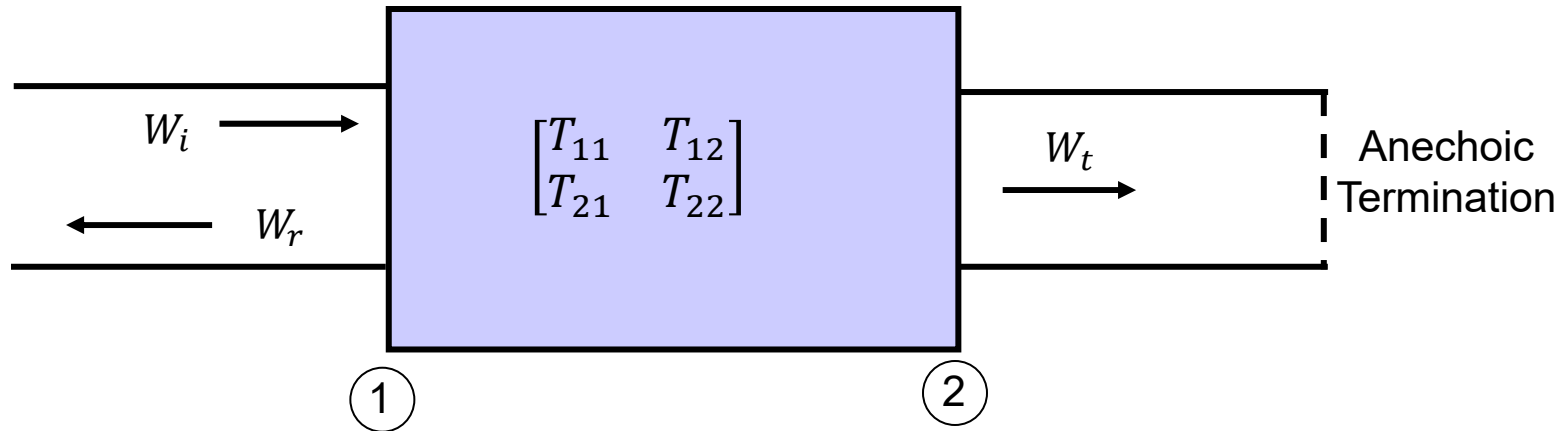 W_i
W_r
[T_11 T_12
T_21 T_22]
W_t
Anechoic
Termination
1
2